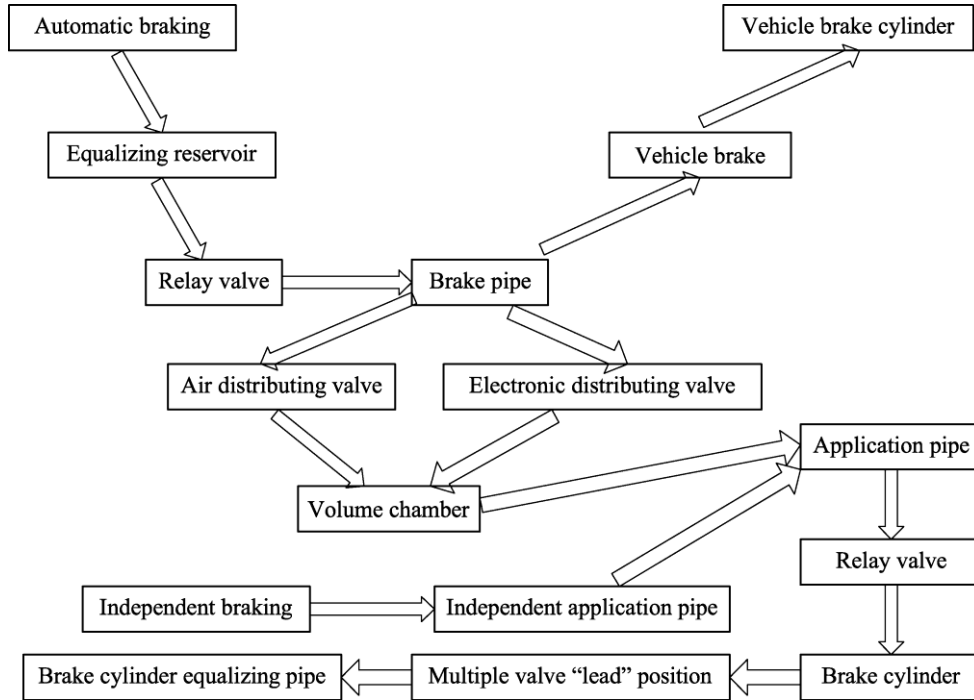 Automatic braking
Vehicle brake cylinder
Equalizing reservoir
Vehicle brake
Relay valve
Brake pipe
Air distributing valve
Electronic distributing valve
Application pipe
Volume chamber
Relay valve
Independent braking
Independent application pipe
Brake cylinder equalizing pipe
Multiple valve “lead” position
Brake cylinder